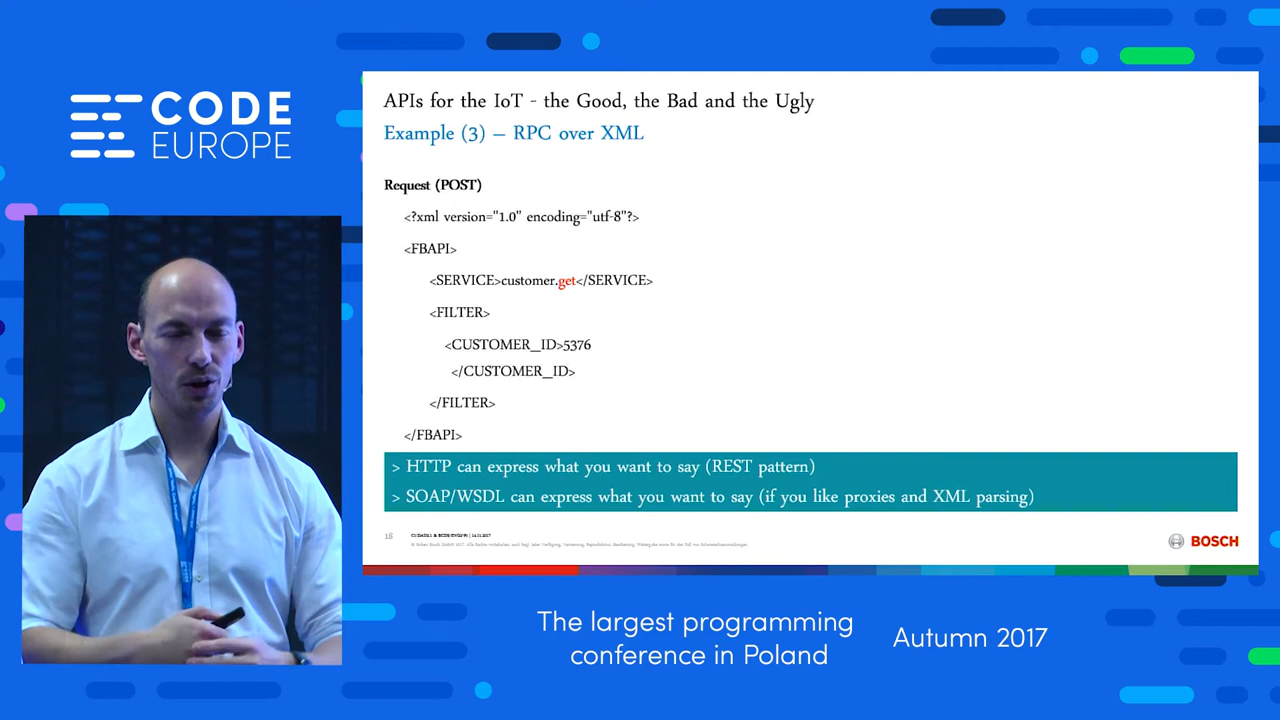 CODE
EUROPE
APIs for the IoT - the Good, the Bad and the Ugly
Example (3) – RPC over XML
Request (POST)
<?xml version="1.0" encoding="utf-8"?>
<FBAPI>
<SERVICE>customer.get</SERVICE>
<FILTER>
<CUSTOMER_ID>5376
</CUSTOMER_ID>
</FILTER>
</FBAPI>
> HTTP can express what you want to say (REST pattern)
> SOAP/WSDL can express what you want to say (if you like proxies and XML parsing)
18
BOSCH
The largest programming
conference in Poland
Autumn 2017